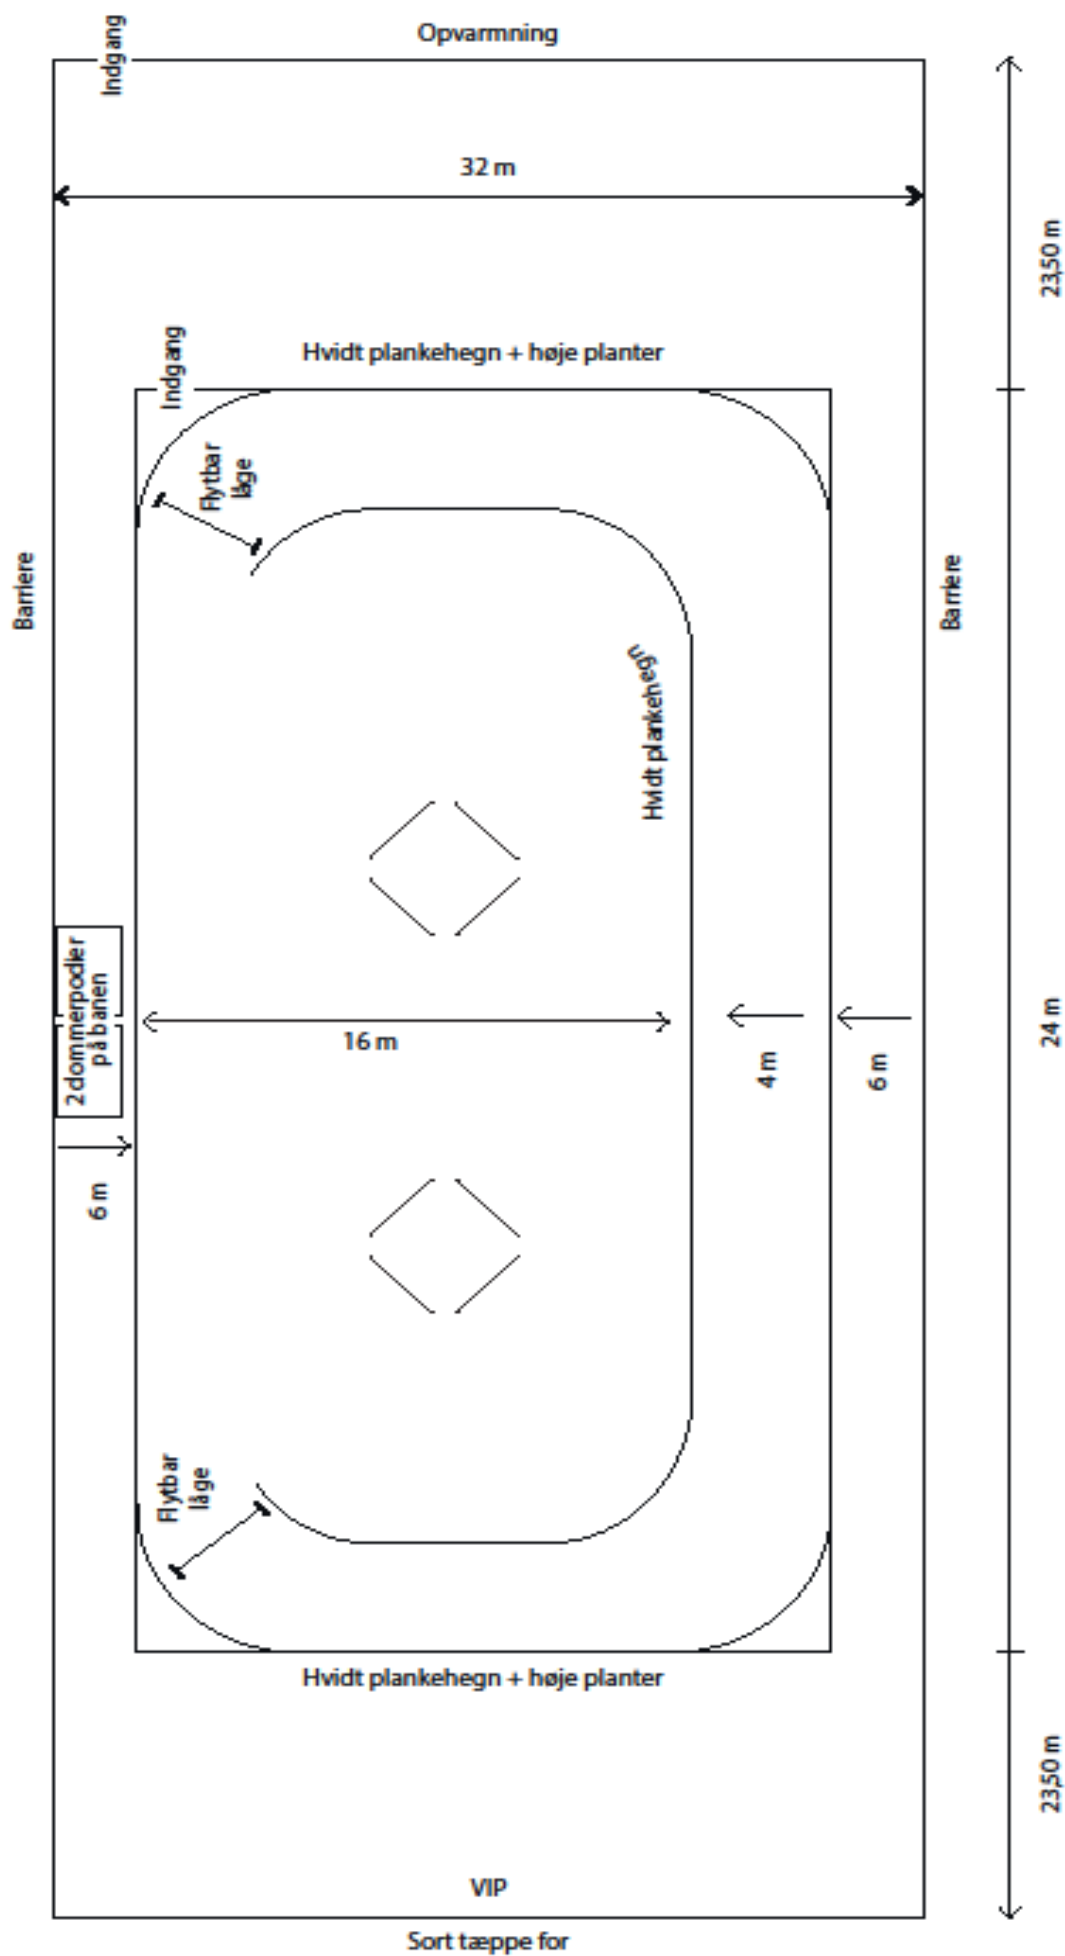 Opvarmning
Indgang
32 m
23,50 m
Indgang
Hvidt plankehegn + høje planter
Flytbar
låge
Barriere
Barriere
Hvidt plankehegn
2 dommerpodier
på banen
16 m
4 m
6 m
24 m
6 m
Flytbar
låge
Hvidt plankehegn + høje planter
23,50 m
VIP
Sort tæppe for